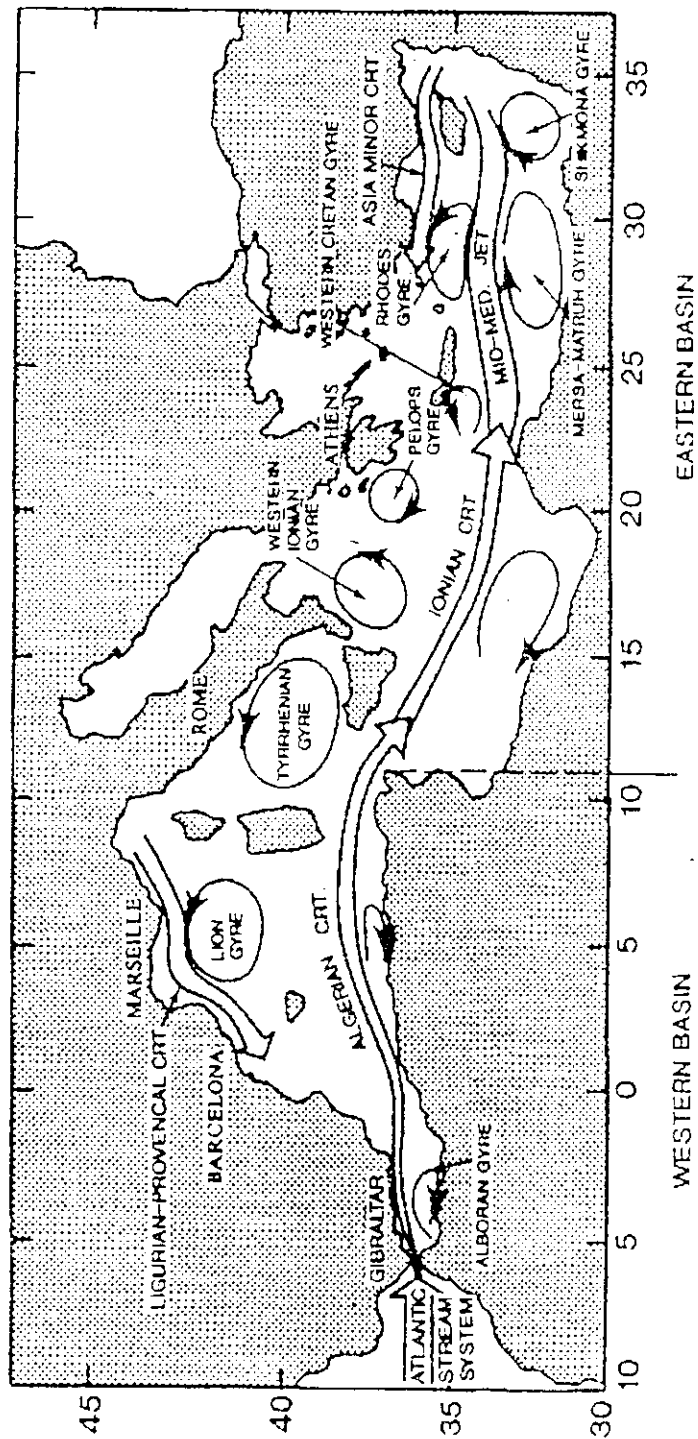 45
40
35
30
10
5
0
5
10
15
20
25
30
35
WESTERN BASIN
EASTERN BASIN
ATLANTIC
STREAM
SYSTEM
GIBRALTAR
ALBORAN GYRE
ALGERIAN CRT.
BARCELONA
LIGURIAN-PROVENCAL CRT
MARSEILLE
LION
GYRE
ROME
TYRRHENIAN
GYRE
WESTERN
IONIAN
GYRE
IONIAN CRT
ATHENS
PELOPS
GYRE
WESTERN CRETAN GYRE
RHODES
GYRE
ASIA MINOR CRT
MID-MED. JET
MERSA-MATRUH GYRE
SHIKMONA GYRE